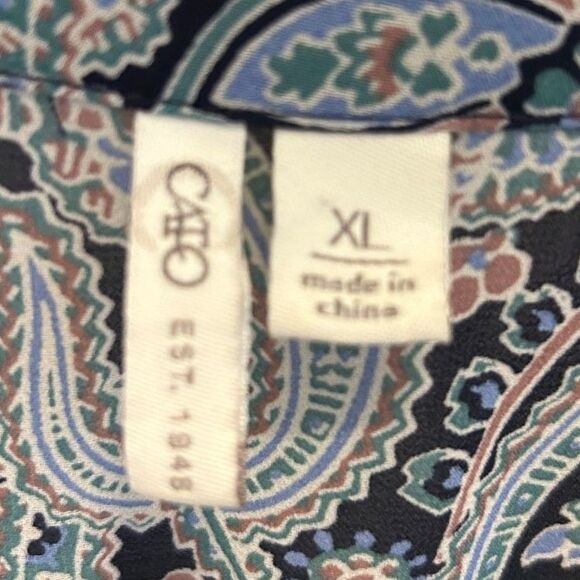 CATO
EST. 1946
XL
made in
china